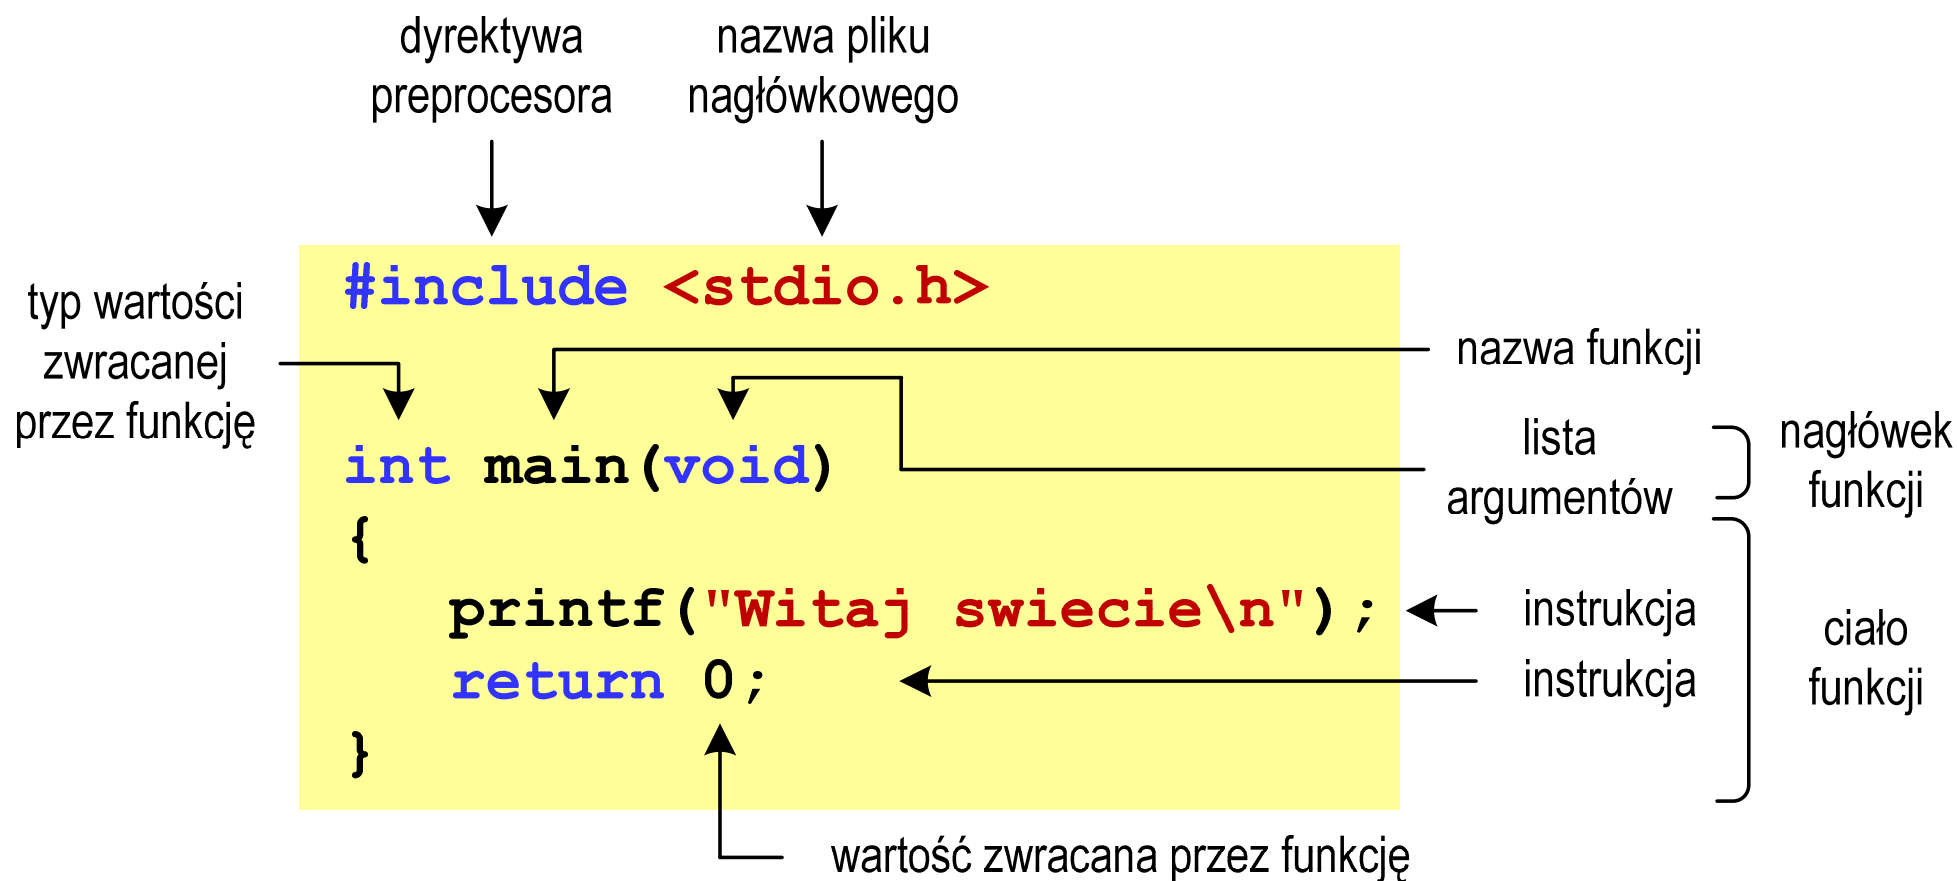 dyrektywa
preprocesora
nazwa pliku
nagłówkowego
#include <stdio.h>
typ wartości
zwracanej
przez funkcję
nazwa funkcji
int main(void)
lista
argumentów
nagłówek
funkcji
{
printf("Witaj swiecie\n");
instrukcja
return 0;
instrukcja
ciało
funkcji
}
wartość zwracana przez funkcję